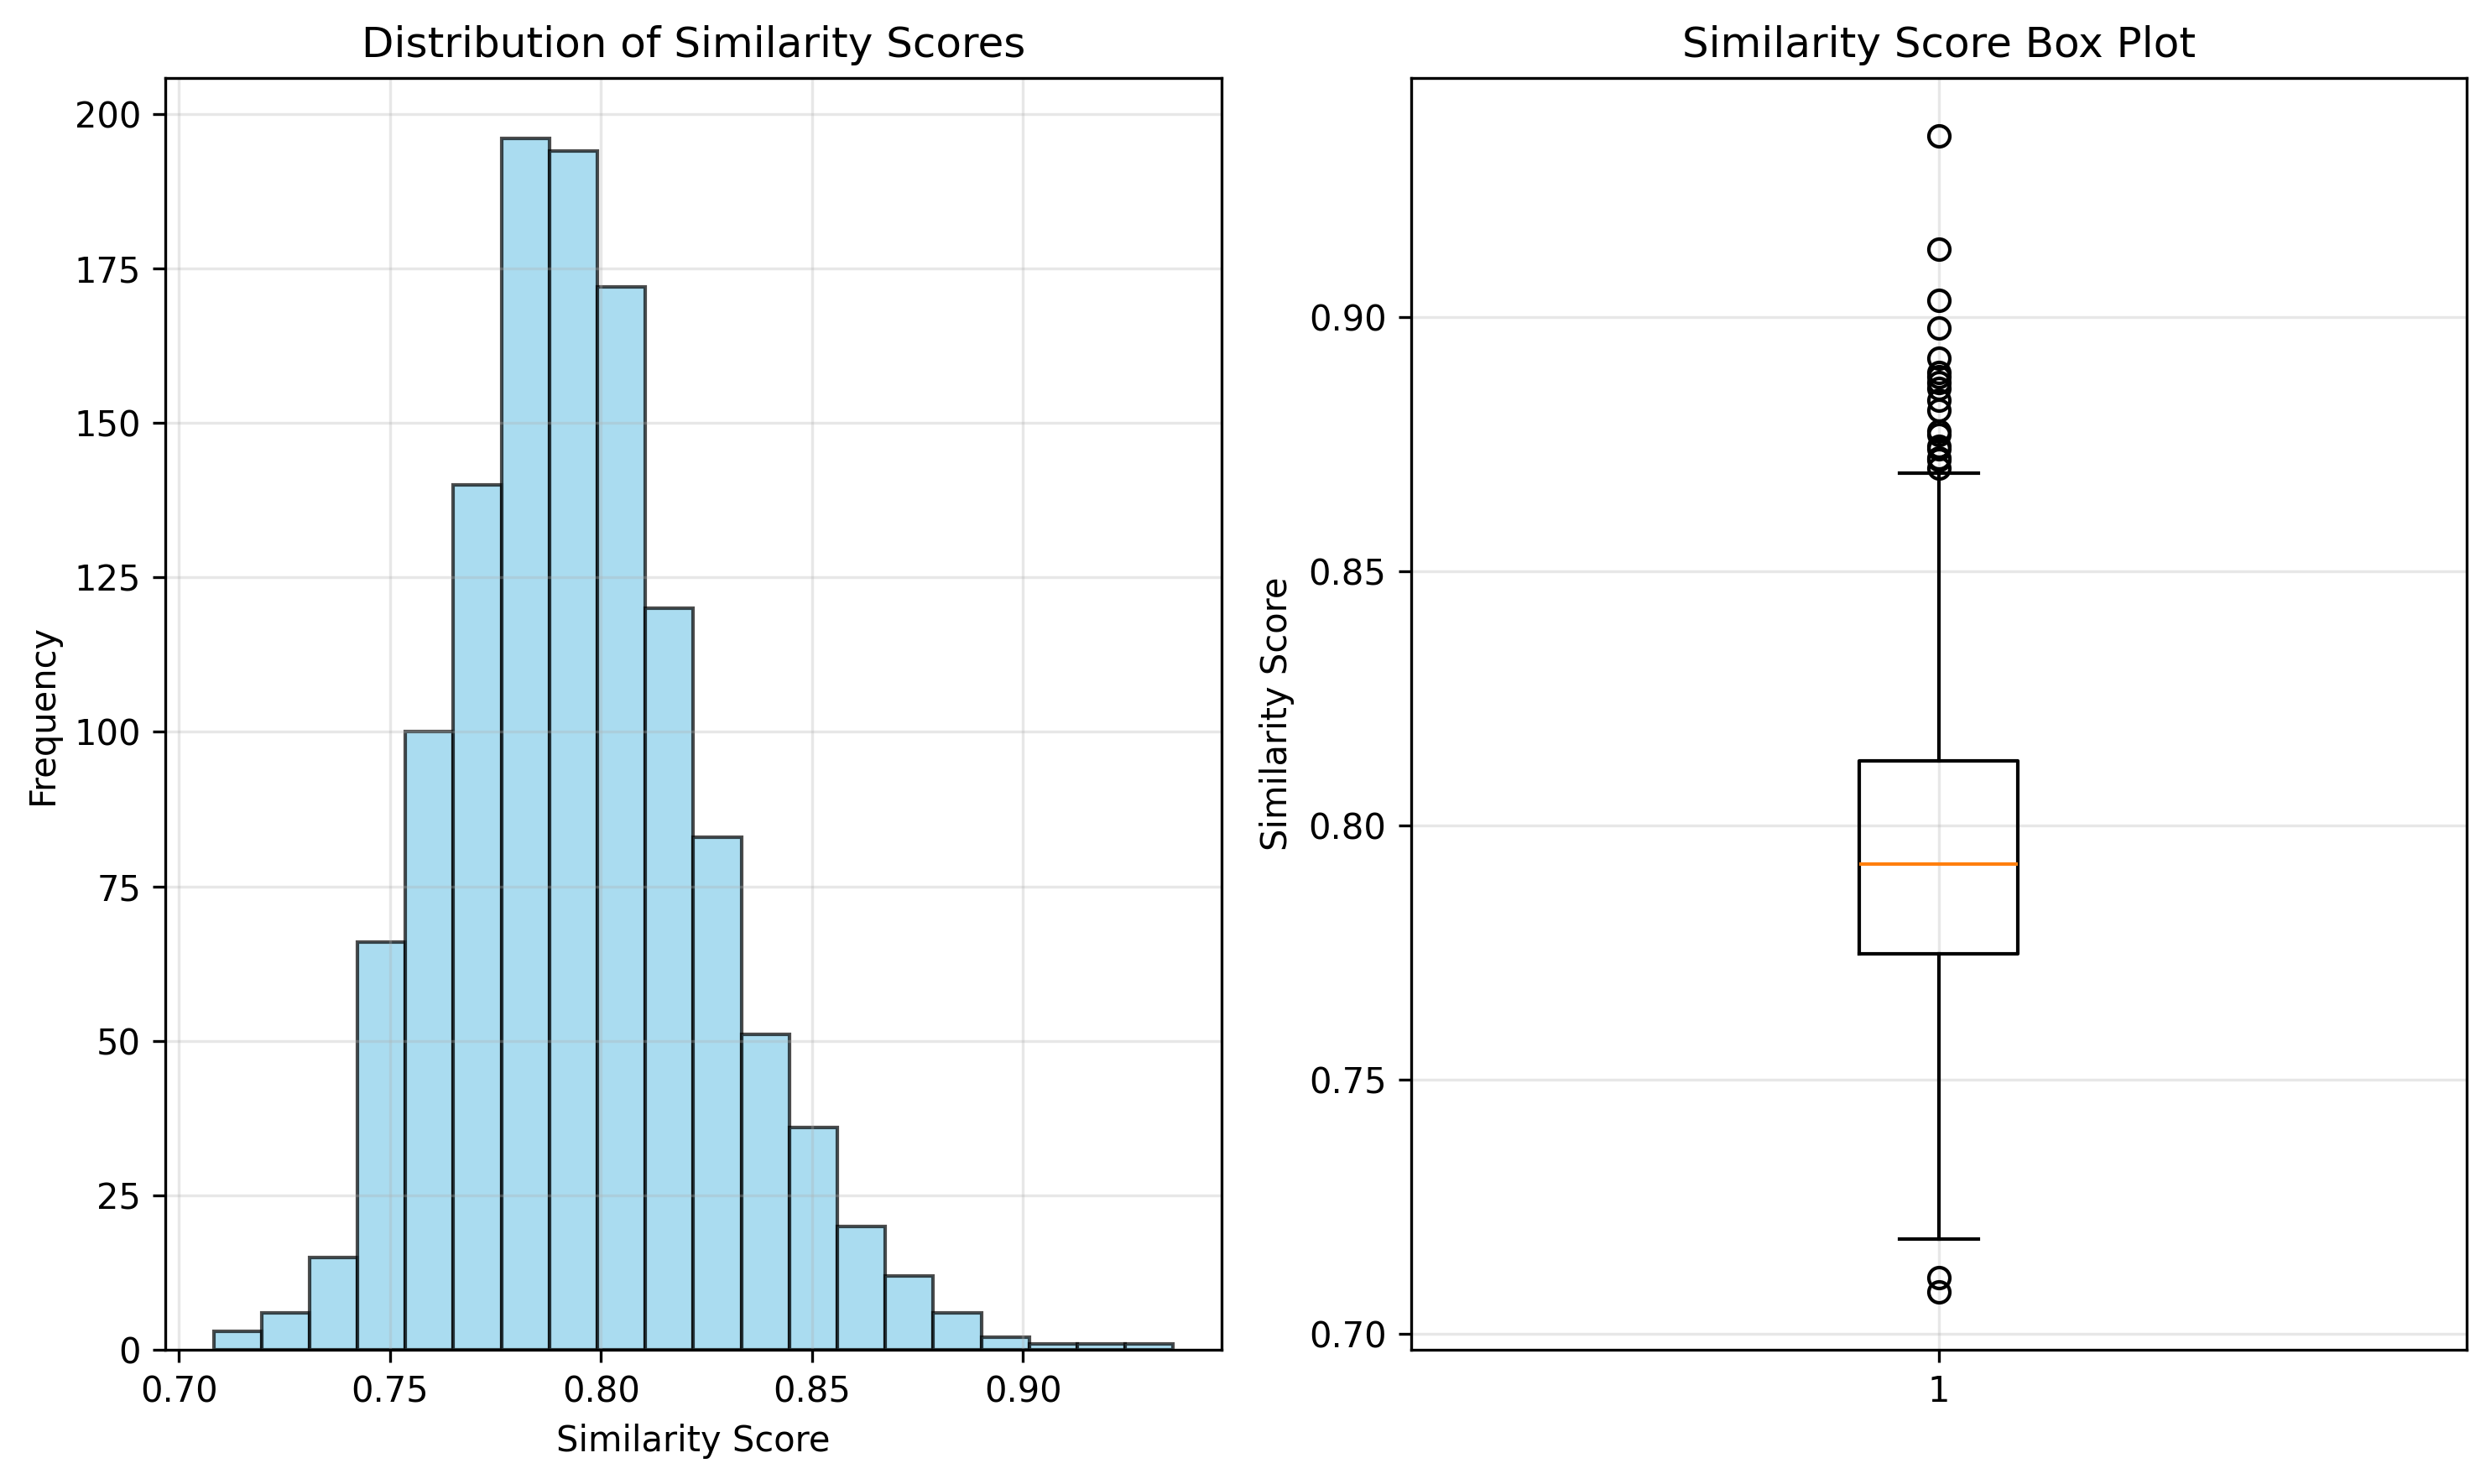 Distribution of Similarity Scores
200
175
150
125
100
75
50
25
0
Frequency
0.70 0.75 0.80 0.85 0.90
Similarity Score
Similarity Score Box Plot
0.90
0.85
0.80
0.75
0.70
Similarity Score
1